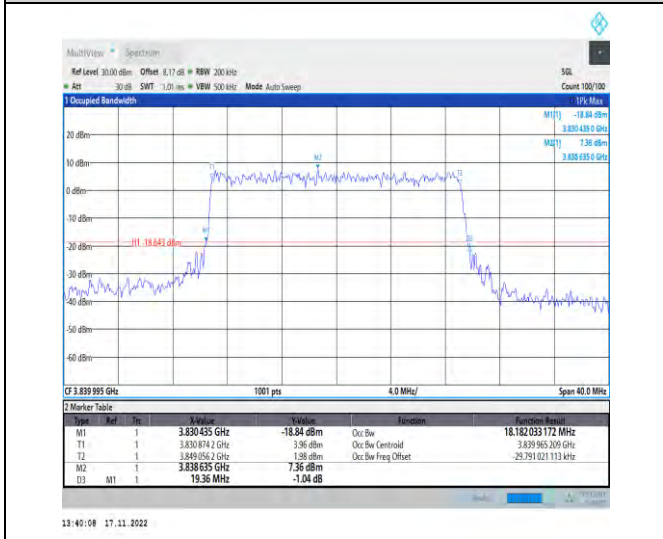 MultiView Spectrum
Ref Level 30.00 dBm Offset 8.17 dB RBW 200 kHz SGL
Att 30 dB SWT 1.01 ms VBW 500 kHz Mode Auto Sweep Count 100/100
1 Occupied Bandwidth 1Pk Max
M1[1] -18.84 dBm
3.830 435 0 GHz
20 dBm
M2[1] 7.36 dBm
3.838 635 0 GHz
10 dBm
M2
T1
T2
0 dBm
M1
H1 -18.643 dBm
D3
-20 dBm
-30 dBm
-40 dBm
-50 dBm
-60 dBm
CF 3.839 995 GHz 1001 pts 4.0 MHz/ Span 40.0 MHz
2 Marker Table
Type Ref Trc X-Value Y-Value Function Function Result
M1 1 3.830 435 GHz -18.84 dBm Occ Bw 18.182 033 172 MHz
T1 1 3.830 874 2 GHz 3.96 dBm Occ Bw Centroid 3.839 965 209 GHz
T2 1 3.849 056 2 GHz 1.98 dBm Occ Bw Freq Offset -29.791 021 113 kHz
M2 1 3.838 635 GHz 7.36 dBm
D3 M1 1 19.36 MHz -1.04 dB
13:40:08 17.11.2022